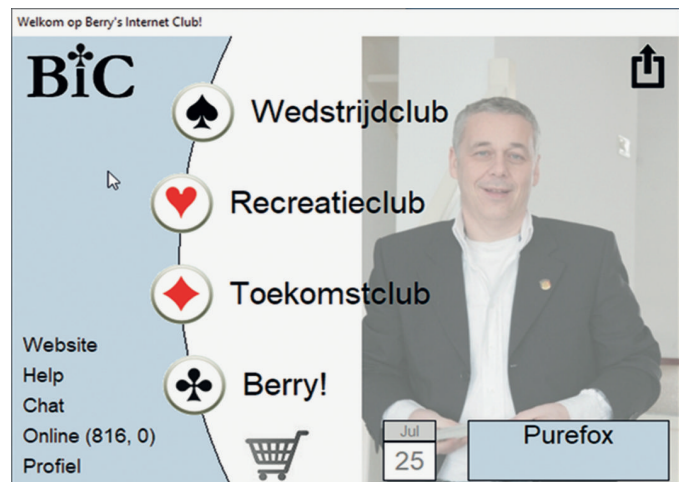 Welkom op Berry's Internet Club!
BiC
Wedstrijdclub
Recreatieclub
Toekomstclub
Berry!
Website
Help
Chat
Online (816, 0)
Profiel
Jul
25
Purefox